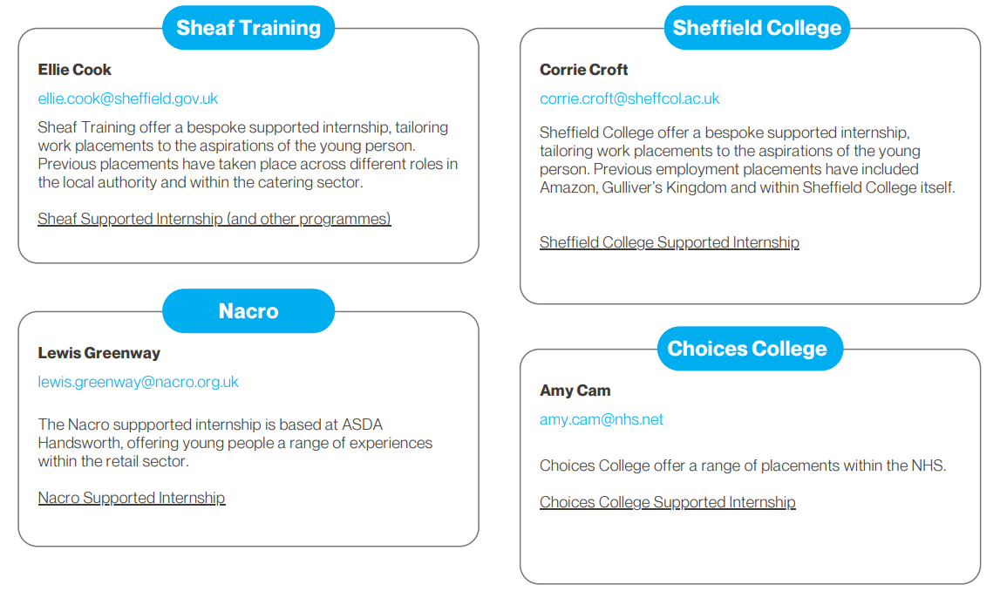 Sheaf Training
Ellie Cook
ellie.cook@sheffield.gov.uk
Sheaf Training offer a bespoke supported internship, tailoring
work placements to the aspirations of the young person.
Previous placements have taken place across different roles in
the local authority and within the catering sector.
Sheaf Supported Internship (and other programmes)
Sheffield College
Corrie Croft
corrie.croft@sheffcol.ac.uk
Sheffield College offer a bespoke supported internship,
tailoring work placements to the aspirations of the young
person. Previous employment placements have included
Amazon, Gulliver's Kingdom and within Sheffield College itself.
Sheffield College Supported Internship
Nacro
Lewis Greenway
lewis.greenway@nacro.org.uk
The Nacro suppported internship is based at ASDA
Handsworth, offering young people a range of experiences
within the retail sector.
Nacro Supported Internship
Choices College
Amy Cam
amy.cam@nhs.net
Choices College offer a range of placements within the NHS.
Choices College Supported Internship